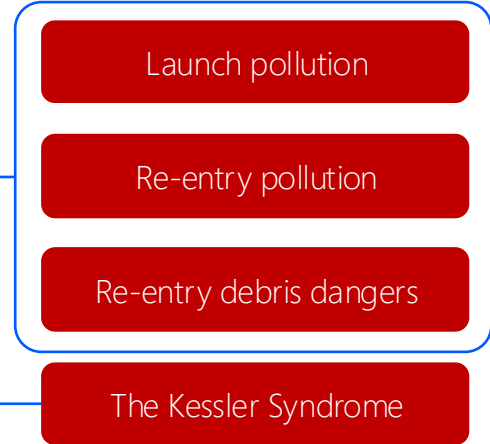 Launch pollution
Re-entry pollution
Re-entry debris dangers
The Kessler Syndrome